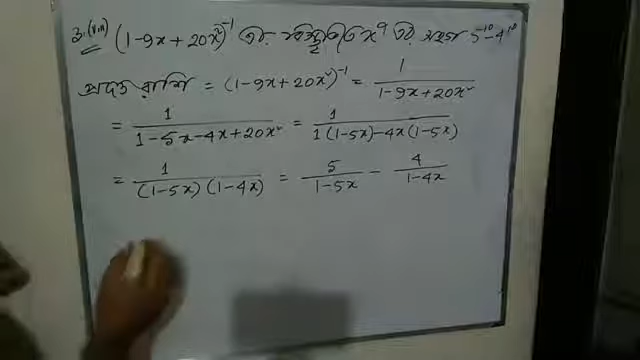 3.(viii) (1-9x+20x²)⁻¹ এর বিস্তৃতিতে x⁹ এর সহগ 5¹⁰-4¹⁰
প্রদত্ত রাশি = (1-9x+20x²)⁻¹ = 1/(1-9x+20x²)
= 1/(1-5x-4x+20x²) = 1/(1(1-5x)-4x(1-5x))
= 1/((1-5x)(1-4x)) = 5/(1-5x) - 4/(1-4x)